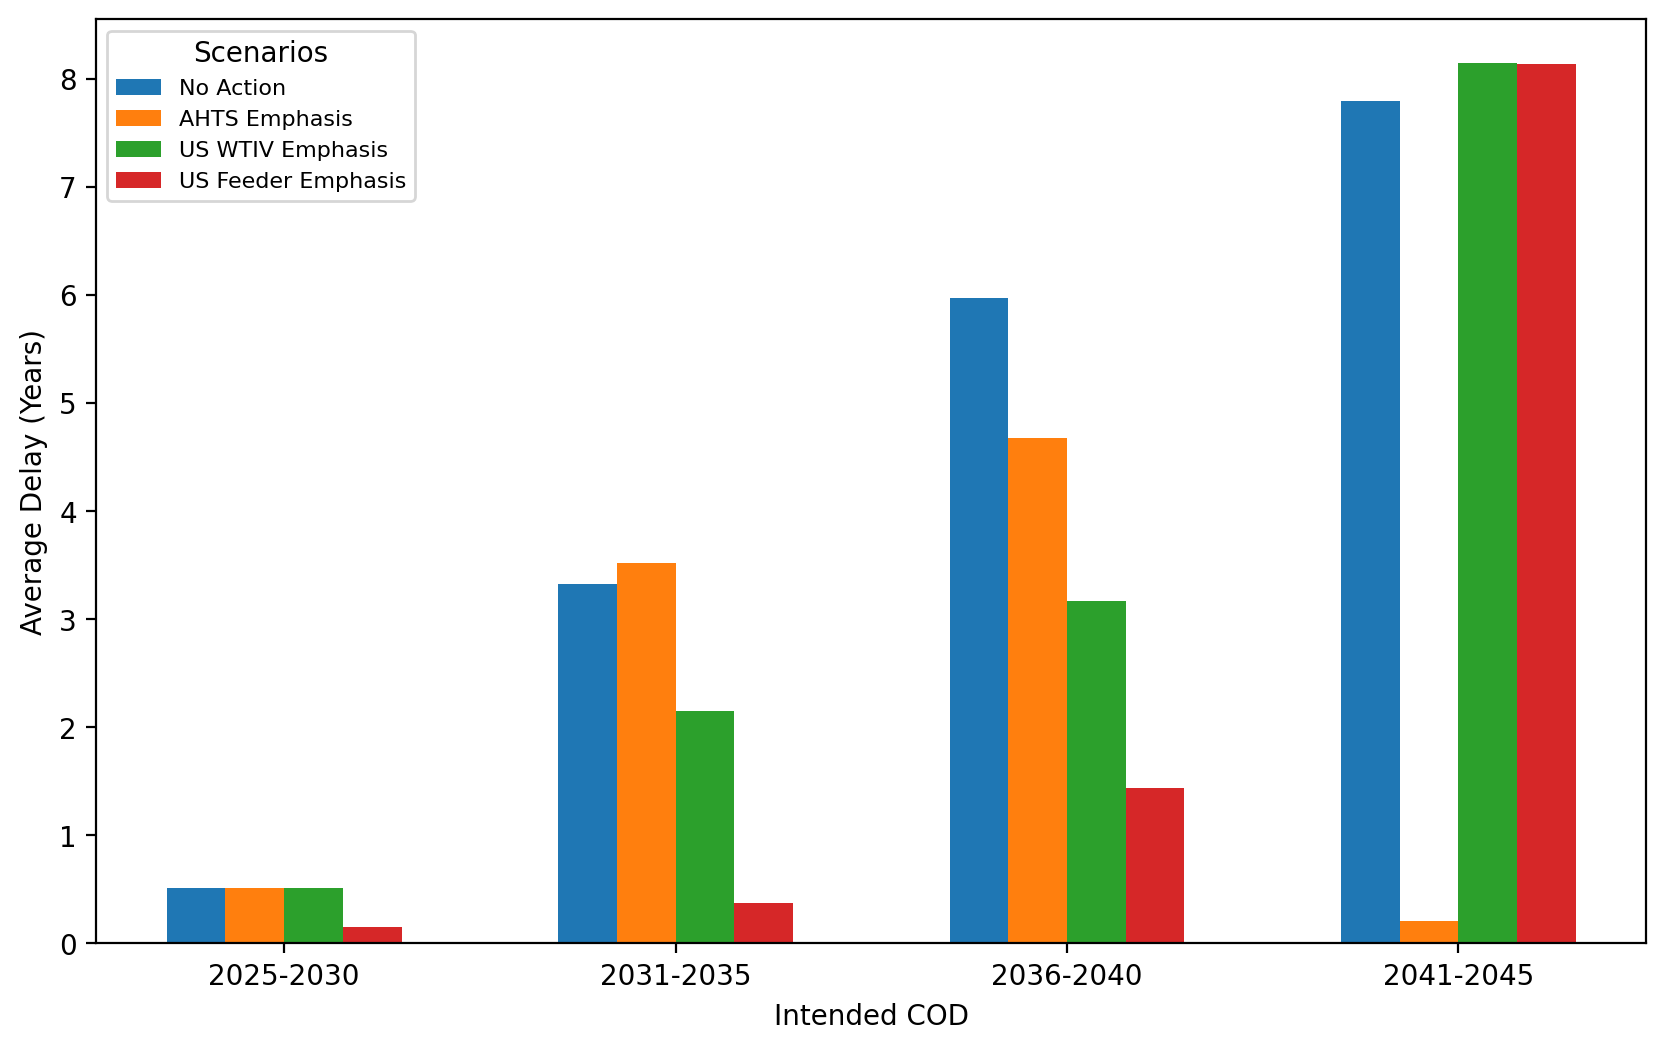 Scenarios
No Action
AHTS Emphasis
US WTIV Emphasis
US Feeder Emphasis
Average Delay (Years)
8
7
6
5
4
3
2
1
0
2025-2030 2031-2035 2036-2040 2041-2045
Intended COD